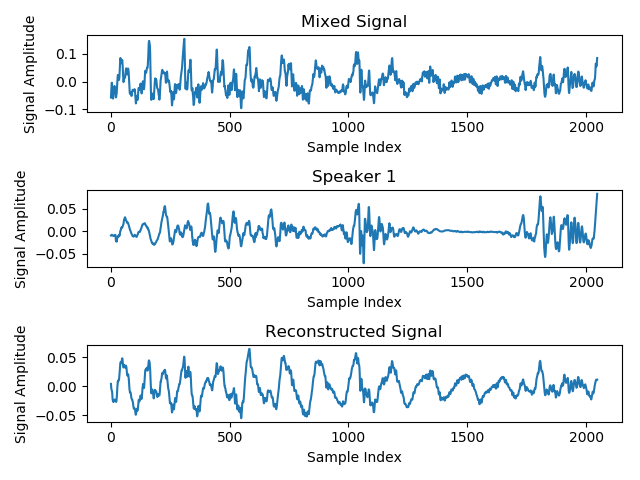 Mixed Signal
Signal Amplitude
0.1
0.0
−0.1
0 500 1000 1500 2000
Sample Index
Speaker 1
Signal Amplitude
0.05
0.00
−0.05
0 500 1000 1500 2000
Sample Index
Reconstructed Signal
Signal Amplitude
0.05
0.00
−0.05
0 500 1000 1500 2000
Sample Index